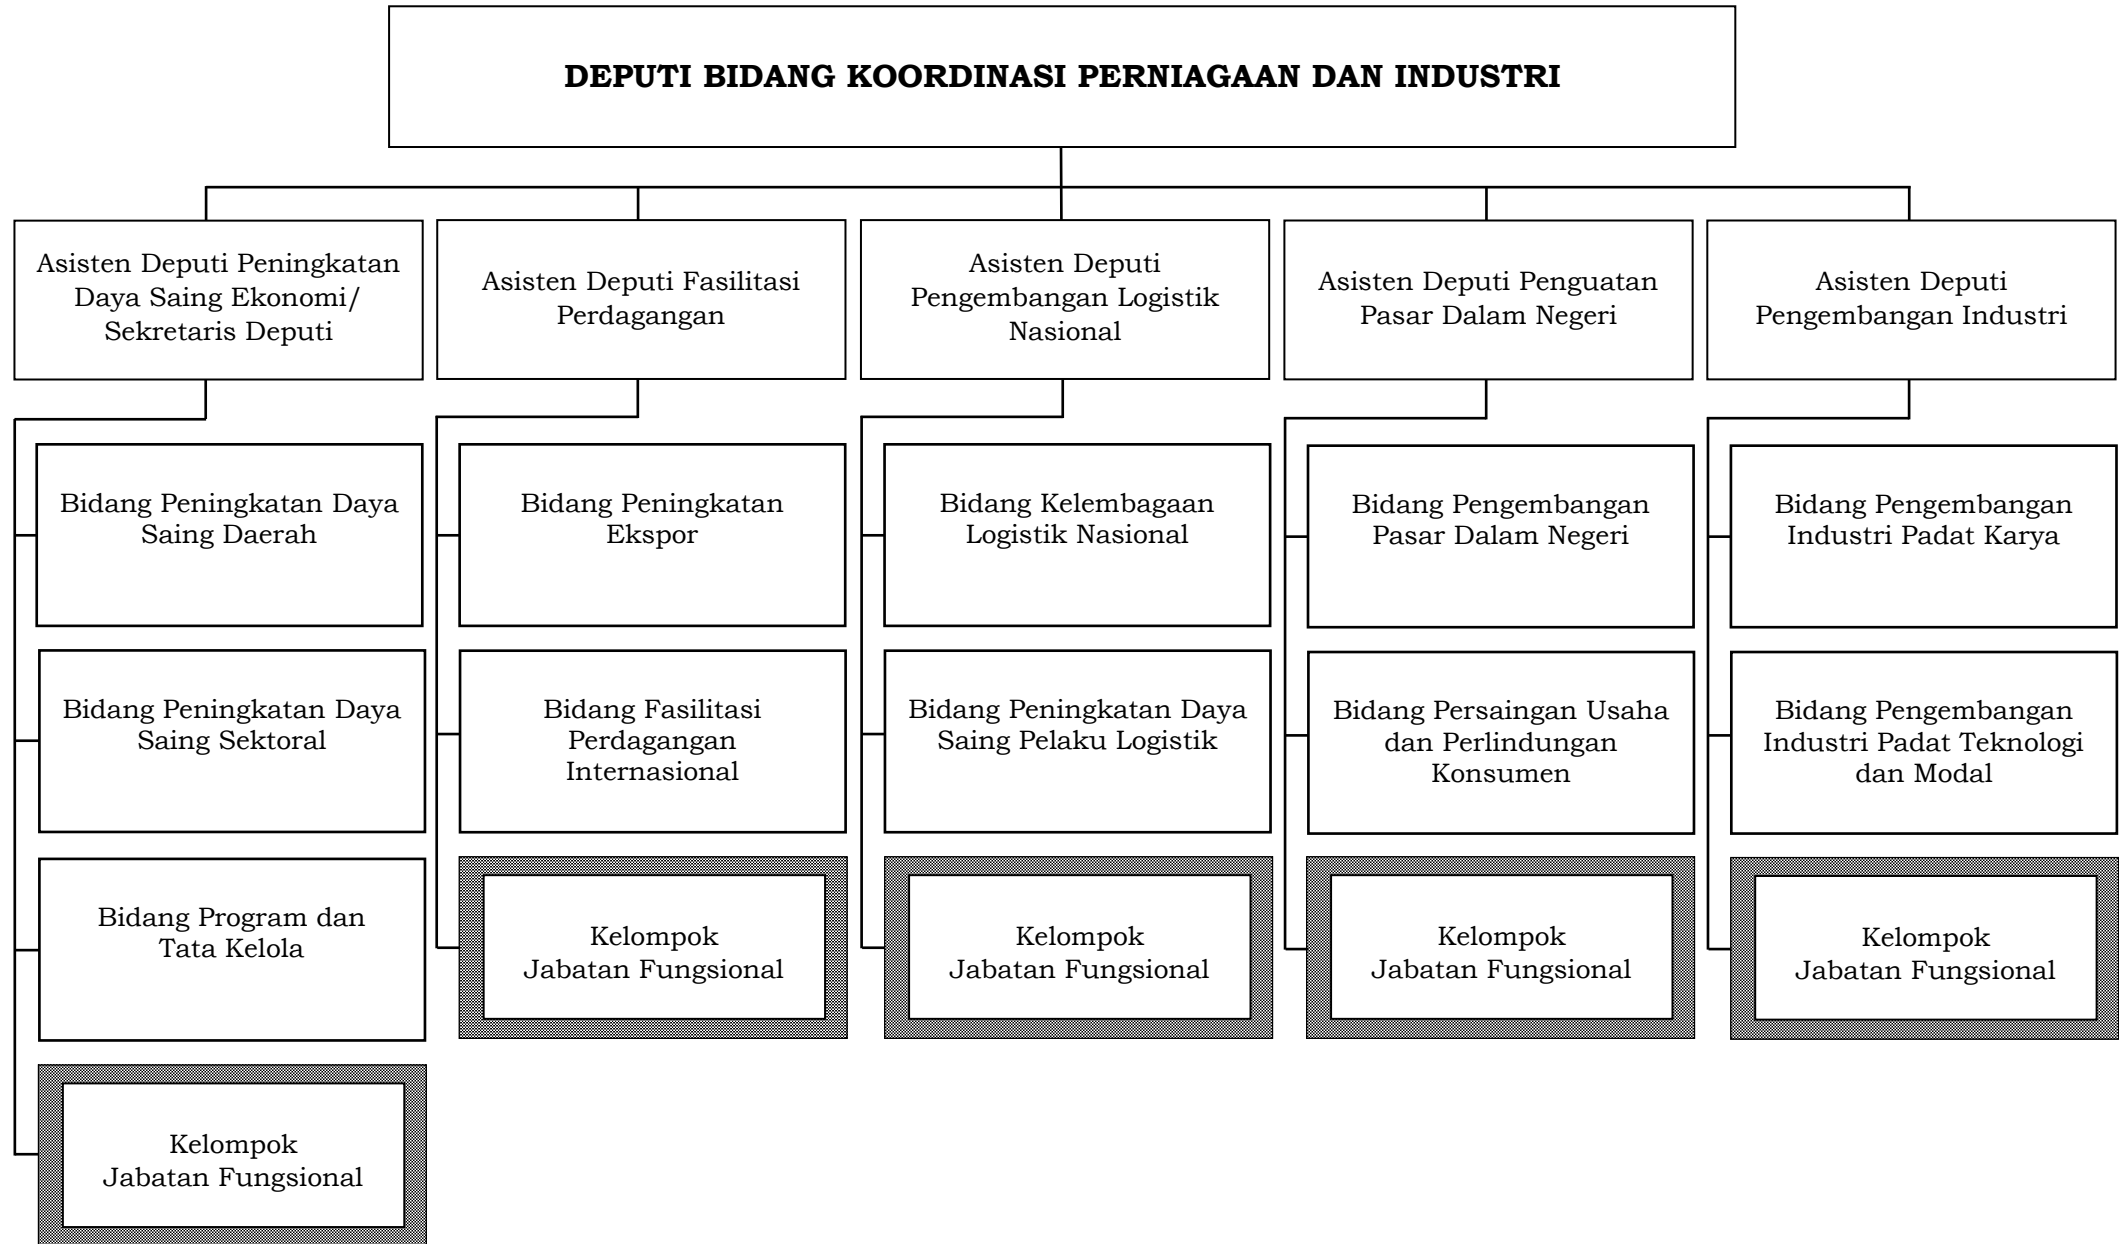 DEPUTI BIDANG KOORDINASI PERNIAGAAN DAN INDUSTRI
Asisten Deputi Peningkatan
Daya Saing Ekonomi/
Sekretaris Deputi
Asisten Deputi Fasilitasi
Perdagangan
Asisten Deputi
Pengembangan Logistik
Nasional
Asisten Deputi Penguatan
Pasar Dalam Negeri
Asisten Deputi
Pengembangan Industri
Bidang Peningkatan Daya
Saing Daerah
Bidang Peningkatan
Ekspor
Bidang Kelembagaan
Logistik Nasional
Bidang Pengembangan
Pasar Dalam Negeri
Bidang Pengembangan
Industri Padat Karya
Bidang Peningkatan Daya
Saing Sektoral
Bidang Fasilitasi
Perdagangan
Internasional
Bidang Peningkatan Daya
Saing Pelaku Logistik
Bidang Persaingan Usaha
dan Perlindungan
Konsumen
Bidang Pengembangan
Industri Padat Teknologi
dan Modal
Bidang Program dan
Tata Kelola
Kelompok
Jabatan Fungsional
Kelompok
Jabatan Fungsional
Kelompok
Jabatan Fungsional
Kelompok
Jabatan Fungsional
Kelompok
Jabatan Fungsional